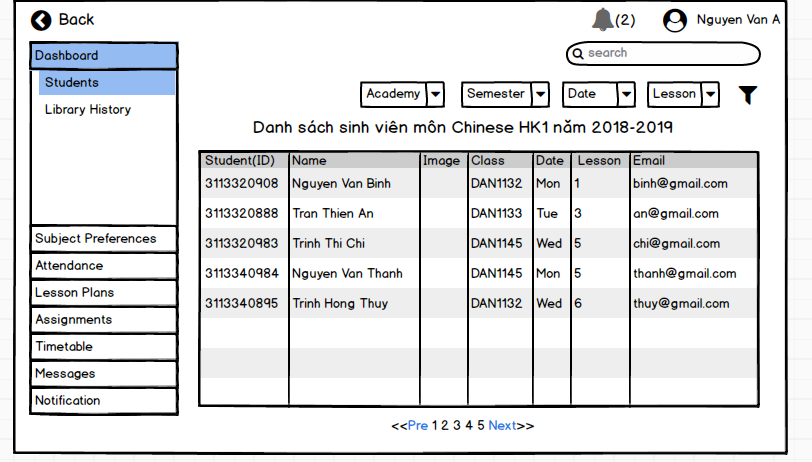 Back
(2)
Nguyen Van A
search
Dashboard
Students
Library History
Subject Preferences
Attendance
Lesson Plans
Assignments
Timetable
Messages
Notification
Academy Semester Date Lesson
Danh sách sinh viên môn Chinese HK1 năm 2018-2019
Student(ID) Name Image Class Date Lesson Email
3113320908 Nguyen Van Binh DAN1132 Mon 1 binh@gmail.com
3113320888 Tran Thien An DAN1133 Tue 3 an@gmail.com
3113320983 Trinh Thi Chi DAN1145 Wed 5 chi@gmail.com
3113340984 Nguyen Van Thanh DAN1145 Mon 5 thanh@gmail.com
3113340895 Trinh Hong Thuy DAN1132 Wed 6 thuy@gmail.com
<<Pre 1 2 3 4 5 Next>>